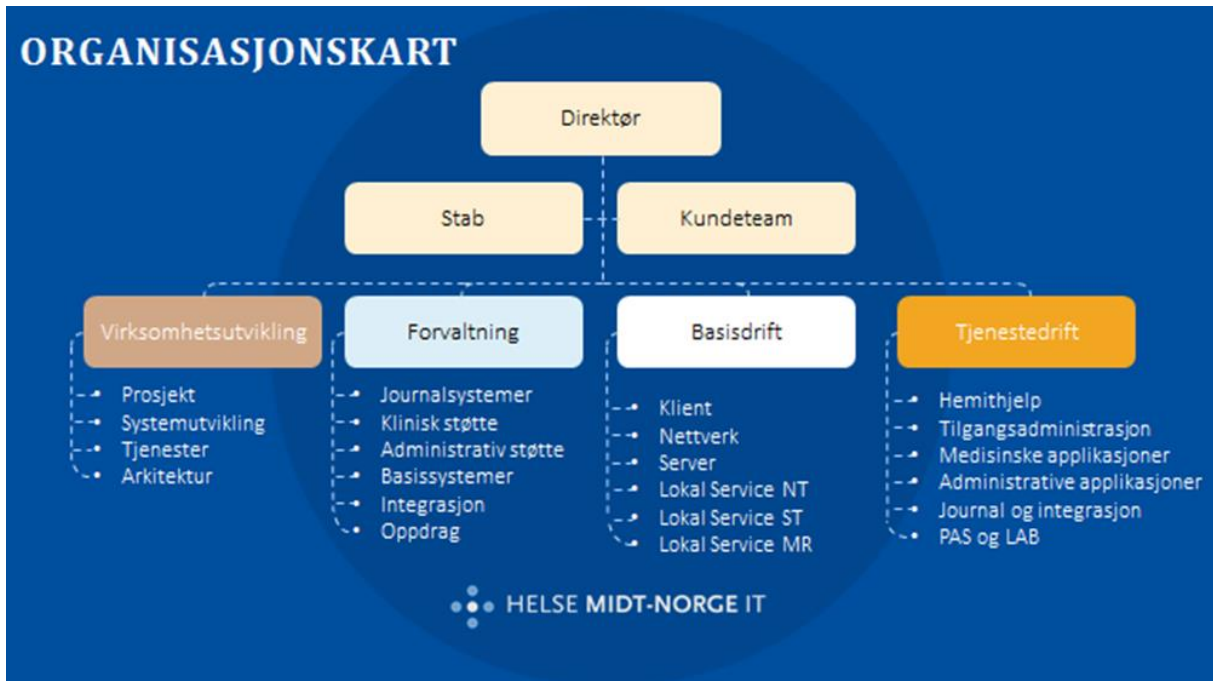 ORGANISASJONSKART
Direktør
Stab
Kundeteam
Virksomhetsutvikling
Prosjekt
Systemutvikling
Tjenester
Arkitektur
Forvaltning
Journalsystemer
Klinisk støtte
Administrativ støtte
Basissystemer
Integrasjon
Oppdrag
Basisdrift
Klient
Nettverk
Server
Lokal Service NT
Lokal Service ST
Lokal Service MR
Tjenestedrift
Hemithjelp
Tilgangsadministrasjon
Medisinske applikasjoner
Administrative applikasjoner
Journal og integrasjon
PAS og LAB
HELSE MIDT-NORGE IT